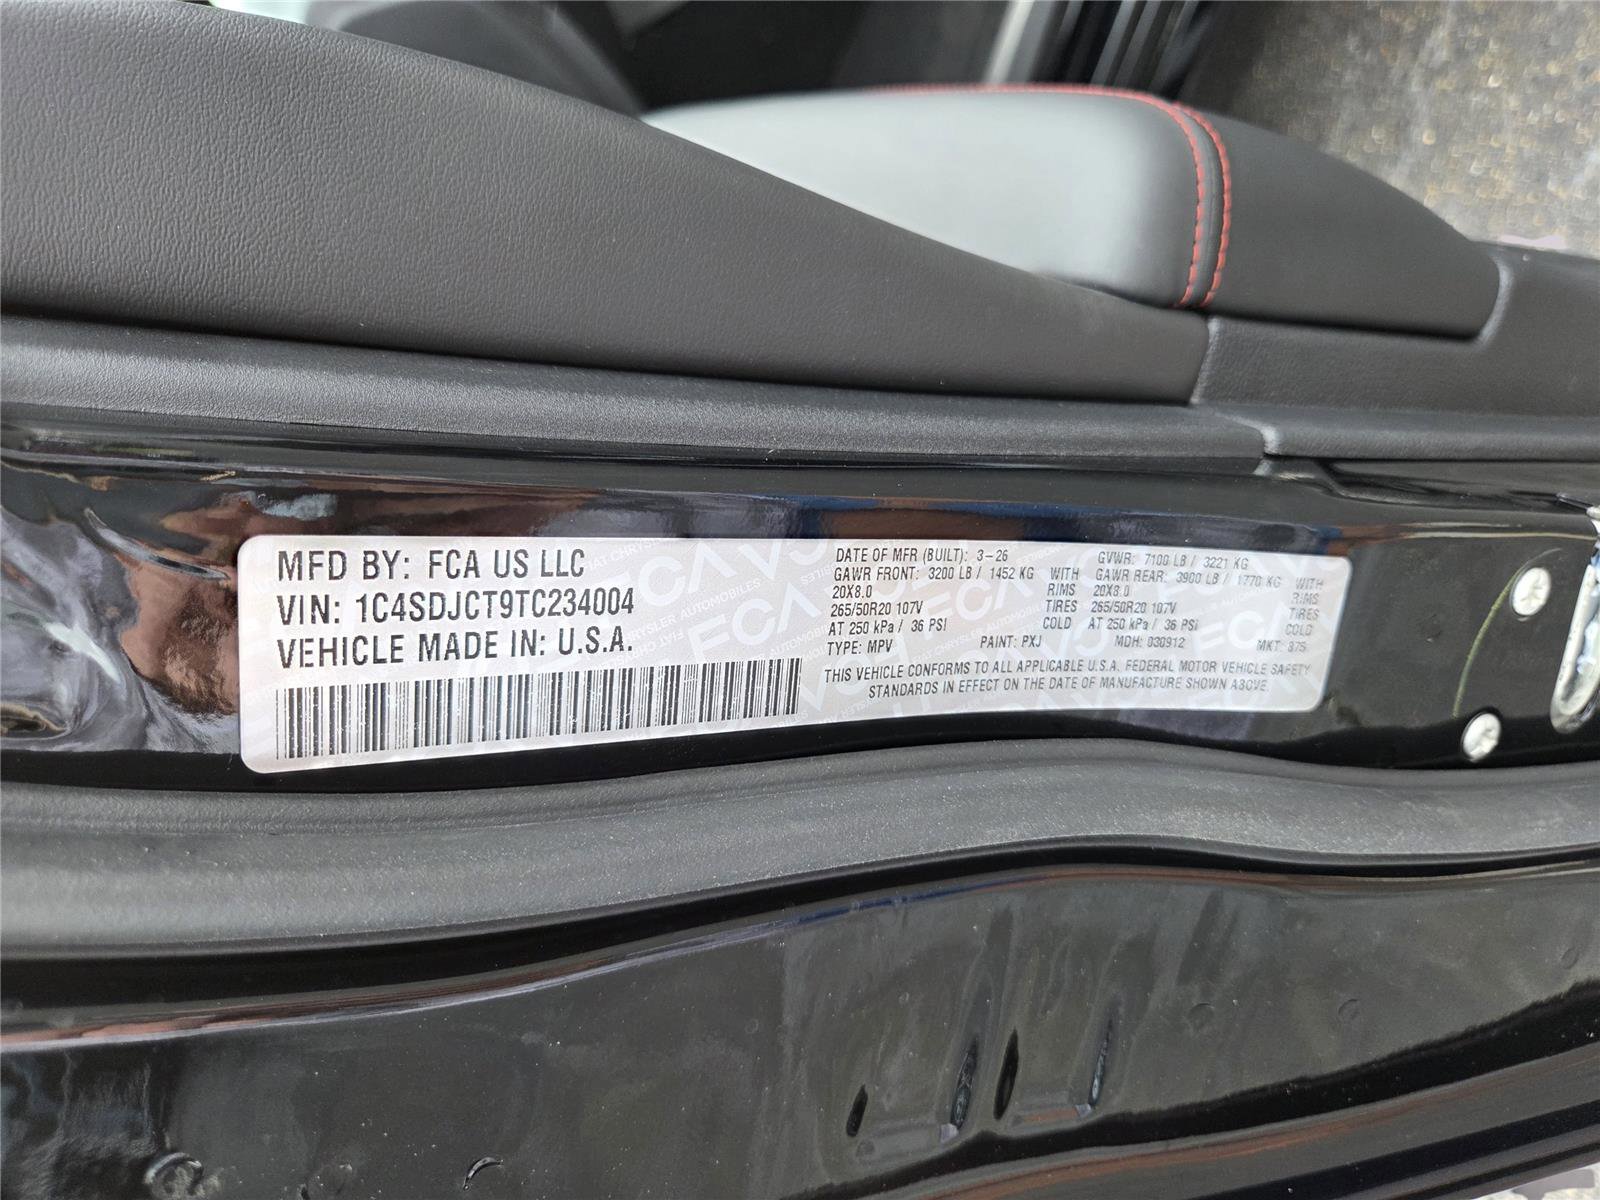 MFD BY: FCA US LLC
VIN: 1C4SDJCT9TC234004
VEHICLE MADE IN: U.S.A.
DATE OF MFR (BUILT): 3-26 GVWR: 7100 LB / 3221 KG
GAWR FRONT: 3200 LB / 1452 KG WITH GAWR REAR: 3900 LB / 1770 KG WITH
20X8.0 RIMS 20X8.0 RIMS
265/50R20 107V TIRES 265/50R20 107V TIRES
AT 250 kPa / 36 PSI COLD AT 250 kPa / 36 PSI COLD
TYPE: MPV PAINT: PXJ MDH: 030912 MKT: 875
THIS VEHICLE CONFORMS TO ALL APPLICABLE U.S.A. FEDERAL MOTOR VEHICLE SAFETY
STANDARDS IN EFFECT ON THE DATE OF MANUFACTURE SHOWN ABOVE.